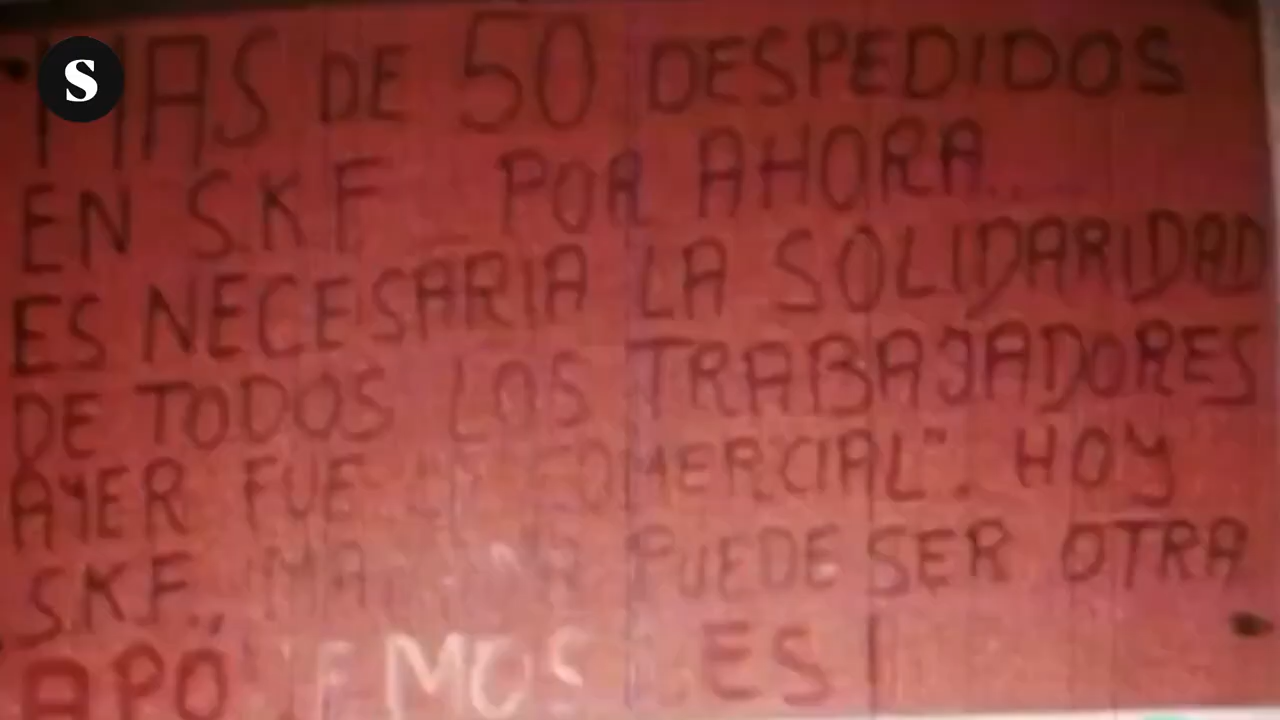 S
MAS DE 50 DESPEDIDOS
EN SKF POR AHORA...
ES NECESARIA LA SOLIDARIDAD
DE TODOS LOS TRABAJADORES
AYER FUE COMERCIAL". HOY
SKF.. MAÑANA PUEDE SER OTRA